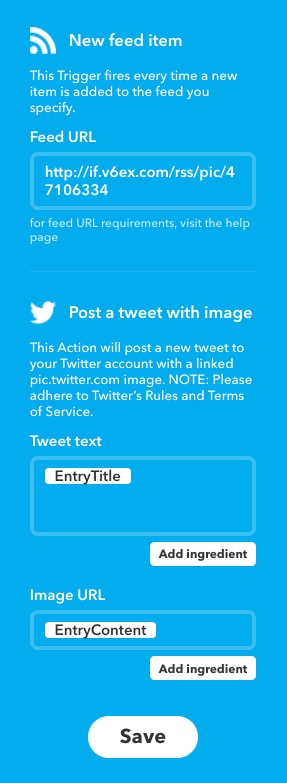 New feed item
This Trigger fires every time a new
item is added to the feed you
specify.
Feed URL
http://if.v6ex.com/rss/pic/4
7106334
for feed URL requirements, visit the help
page
Post a tweet with image
This Action will post a new tweet to
your Twitter account with a linked
pic.twitter.com image. NOTE: Please
adhere to Twitter's Rules and Terms
of Service.
Tweet text
EntryTitle
Add ingredient
Image URL
EntryContent
Add ingredient
Save